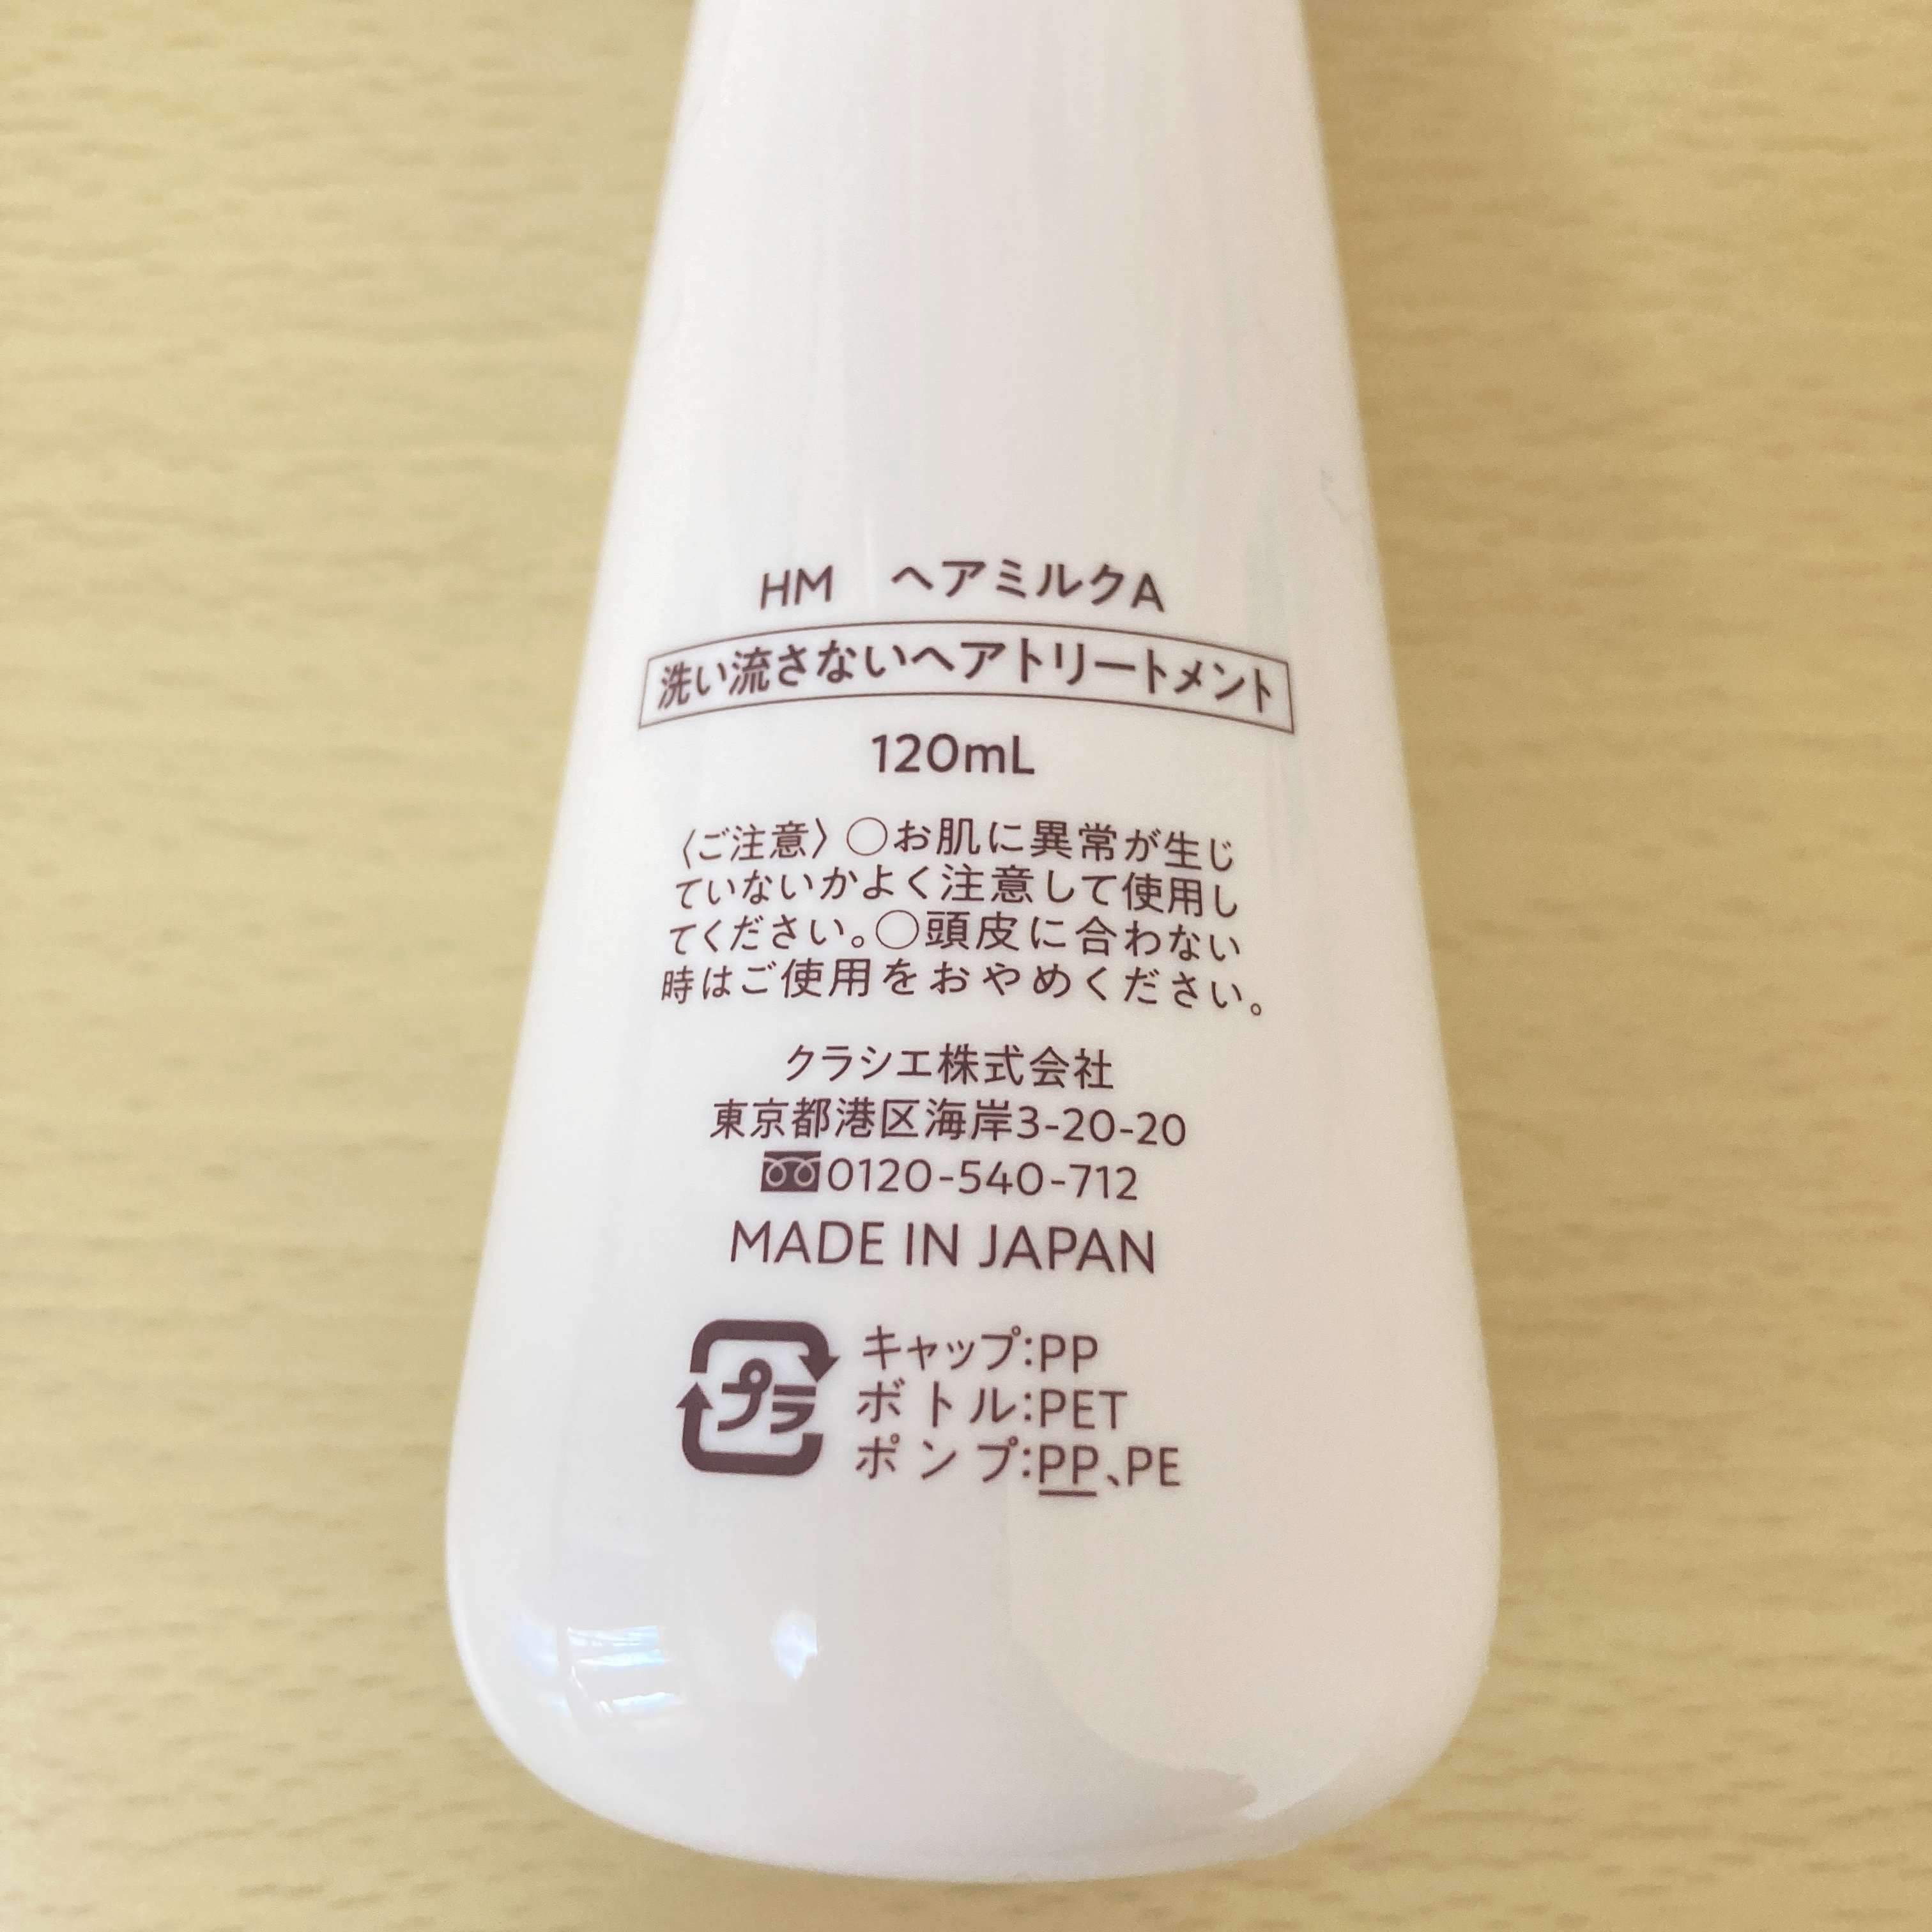 HM　ヘアミルクA
洗い流さないヘアトリートメント
120mL
〈ご注意〉○お肌に異常が生じ
ていないかよく注意して使用し
てください。○頭皮に合わない
時はご使用をおやめください。
クラシエ株式会社
東京都港区海岸3-20-20
0120-540-712
MADE IN JAPAN
プラ
キャップ:PP
ボトル:PET
ポンプ:PP、PE